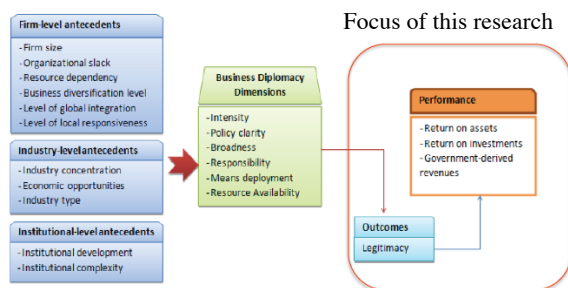 Focus of this research
Firm-level antecedents
-Firm size
-Organizational slack
-Resource dependency
-Business diversification level
-Level of global integration
-Level of local responsiveness
Industry-level antecedents
-Industry concentration
-Economic opportunities
-Industry type
Institutional-level antecedents
-Institutional development
-Institutional complexity
Business Diplomacy
Dimensions
-Intensity
-Policy clarity
-Broadness
-Responsibility
-Means deployment
-Resource Availability
Performance
-Return on assets
-Return on investments
-Government-derived
revenues
Outcomes
Legitimacy